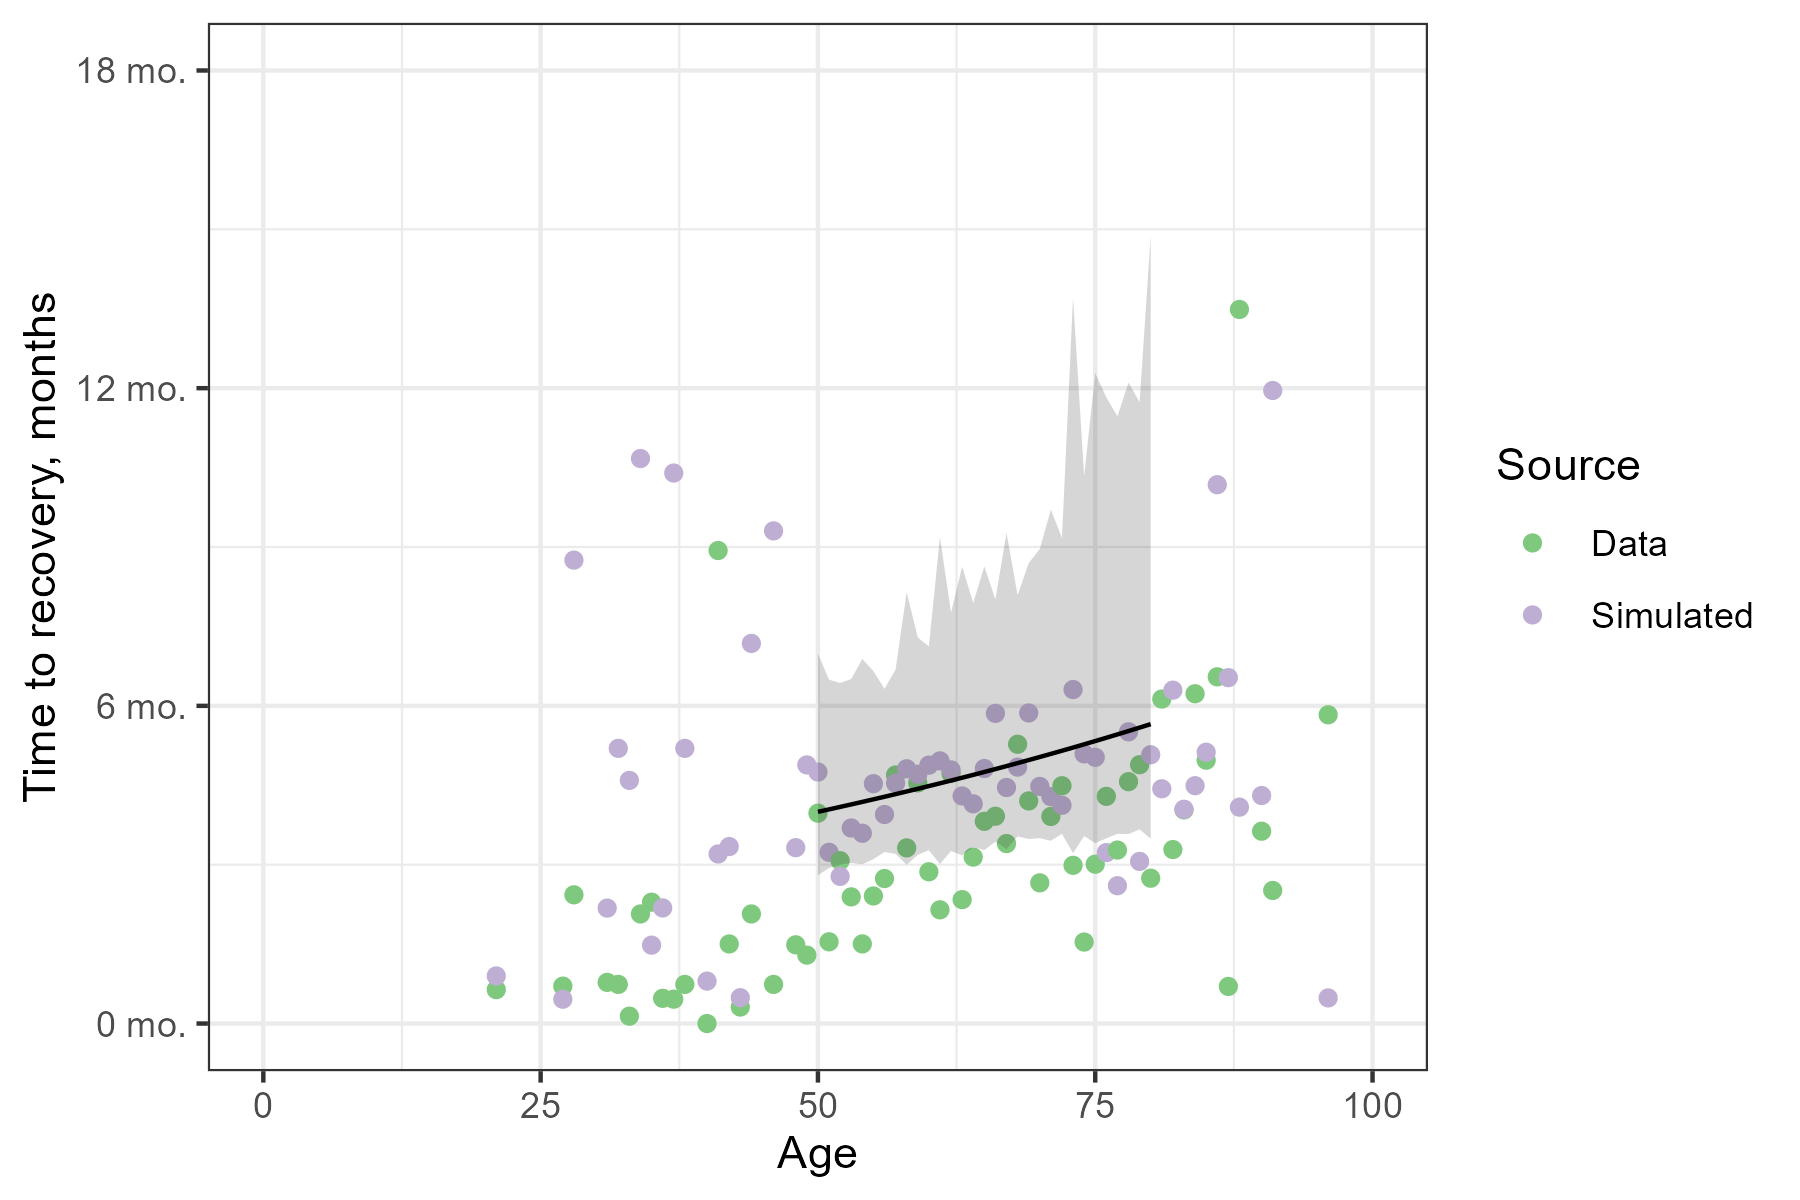 Time to recovery, months
18 mo.
12 mo.
6 mo.
0 mo.
0
25
50
75
100
Age
Source
Data
Simulated